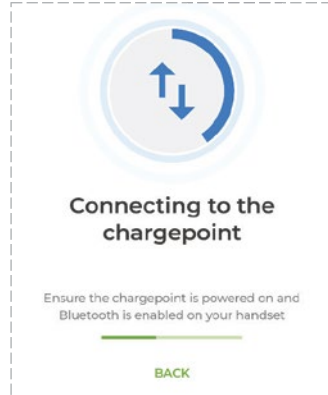 Connecting to the
chargepoint
Ensure the chargepoint is powered on and
Bluetooth is enabled on your handset
BACK